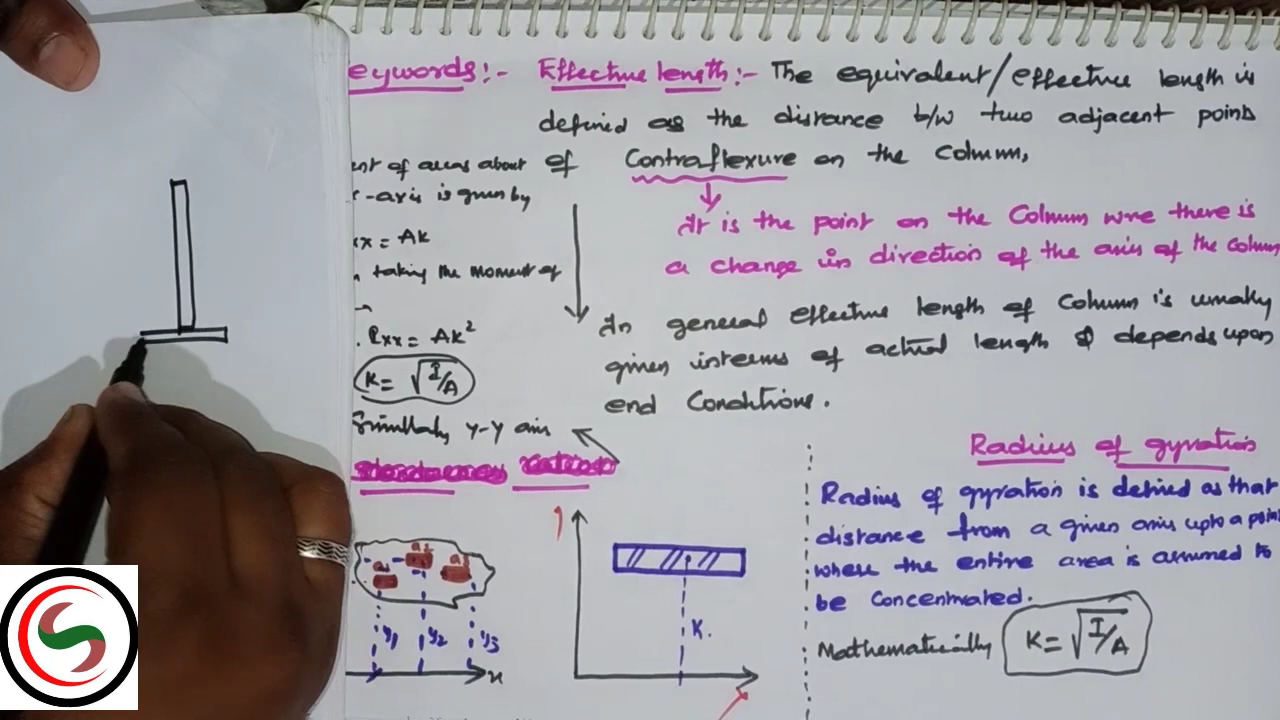 eywords:- Effective length:- The equivalent/effective length is
defined as the distance b/w two adjacent points
of Contraflexure on the column,
It is the point on the Column wre there is
a change in direction of the axis of the Column
In general effective length of Column is usually
given interms of actual length & depends upon
end Conditions.
ent of areas about
x-axis is given by
xx = AK
taking the moment of
Ixx = AK²
K = √I/A
Similarly y-y axis
a1 a2 a3
y1 y2 y3
x
K.
Radius of gyration
Radius of gyration is defined as that
distance from a given axis upto a point
where the entire area is assumed to
be Concentrated.
Mathematically K = √I/A
S